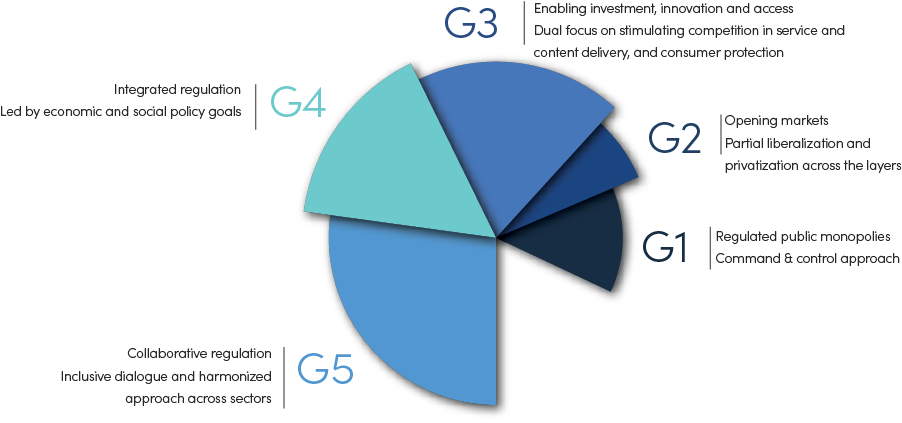 G3
Enabling investment, innovation and access
Dual focus on stimulating competition in service and
content delivery, and consumer protection
Integrated regulation
Led by economic and social policy goals
G4
G2
Opening markets
Partial liberalization and
privatization across the layers
G1
Regulated public monopolies
Command & control approach
Collaborative regulation
Inclusive dialogue and harmonized
approach across sectors
G5